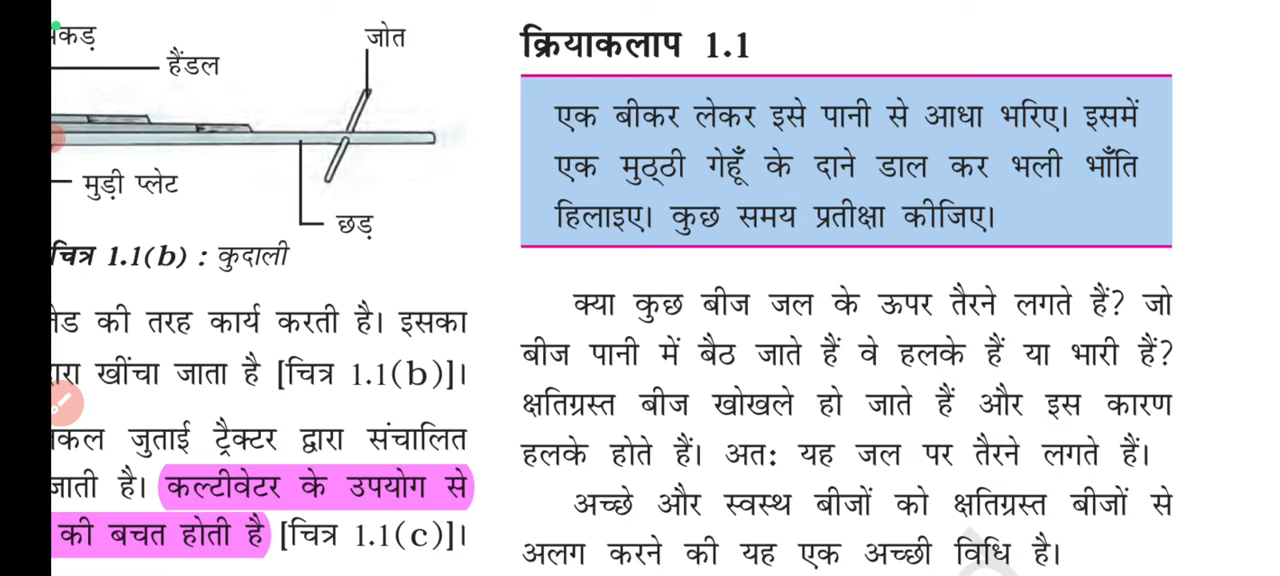 जोत
हैंडल
मुड़ी प्लेट
छड़
चित्र 1.1(b) : कुदाली
की तरह कार्य करती है। इसका
खींचा जाता है [चित्र 1.1(b)]।
जुताई ट्रैक्टर द्वारा संचालित
जाती है। कल्टीवेटर के उपयोग से
की बचत होती है [चित्र 1.1(c)]।
क्रियाकलाप 1.1
एक बीकर लेकर इसे पानी से आधा भरिए। इसमें
एक मुठ्ठी गेहूँ के दाने डाल कर भली भाँति
हिलाइए। कुछ समय प्रतीक्षा कीजिए।
क्या कुछ बीज जल के ऊपर तैरने लगते हैं? जो
बीज पानी में बैठ जाते हैं वे हलके हैं या भारी हैं?
क्षतिग्रस्त बीज खोखले हो जाते हैं और इस कारण
हलके होते हैं। अत: यह जल पर तैरने लगते हैं।
अच्छे और स्वस्थ बीजों को क्षतिग्रस्त बीजों से
अलग करने की यह एक अच्छी विधि है।